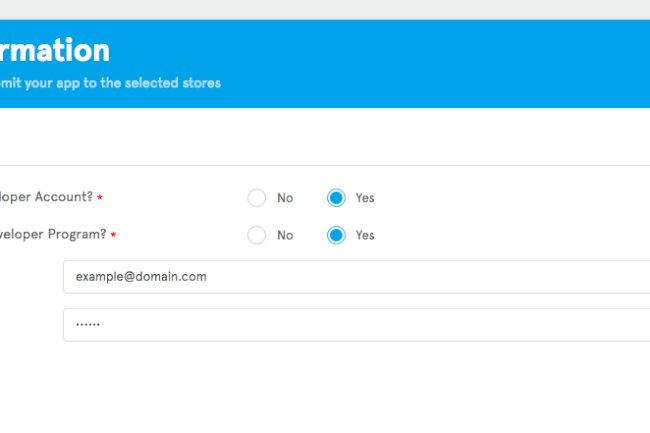 rmation
mit your app to the selected stores
loper Account? *
No
Yes
veloper Program? *
No
Yes
example@domain.com
••••••